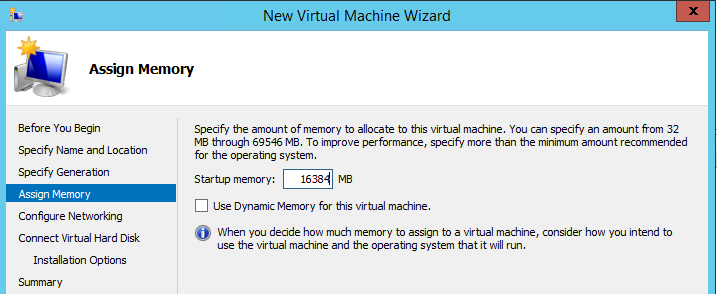 New Virtual Machine Wizard
x
Assign Memory
Before You Begin
Specify Name and Location
Specify Generation
Assign Memory
Configure Networking
Connect Virtual Hard Disk
Installation Options
Summary
Specify the amount of memory to allocate to this virtual machine. You can specify an amount from 32
MB through 69546 MB. To improve performance, specify more than the minimum amount recommended
for the operating system.
Startup memory: 16384 MB
Use Dynamic Memory for this virtual machine.
When you decide how much memory to assign to a virtual machine, consider how you intend to
use the virtual machine and the operating system that it will run.